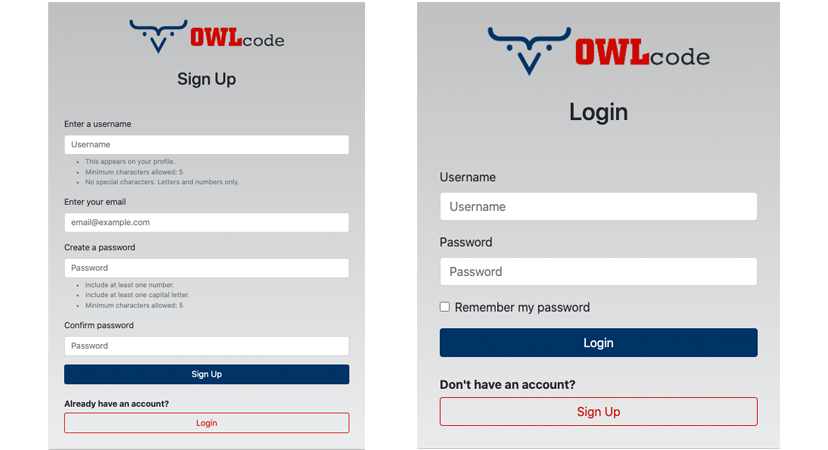 OWLcode
Sign Up
Enter a username
Username
This appears on your profile.
Minimum characters allowed: 5
No special characters. Letters and numbers only.
Enter your email
email@example.com
Create a password
Password
Include at least one number.
Include at least one capital letter.
Minimum characters allowed: 5
Confirm password
Password
Sign Up
Already have an account?
Login
OWLcode
Login
Username
Username
Password
Password
Remember my password
Login
Don't have an account?
Sign Up